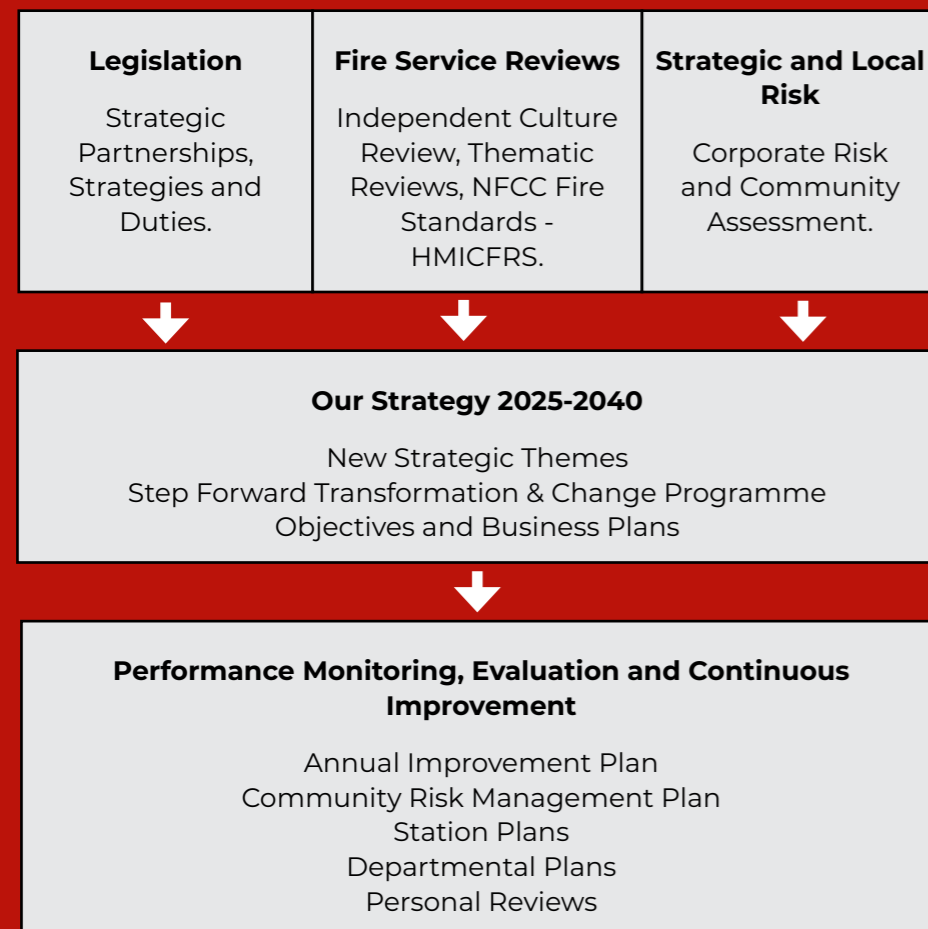 Legislation
Strategic
Partnerships,
Strategies and
Duties.
Fire Service Reviews
Independent Culture
Review, Thematic
Reviews, NFCC Fire
Standards -
HMICFRS.
Strategic and Local
Risk
Corporate Risk
and Community
Assessment.
Our Strategy 2025-2040
New Strategic Themes
Step Forward Transformation & Change Programme
Objectives and Business Plans
Performance Monitoring, Evaluation and Continuous
Improvement
Annual Improvement Plan
Community Risk Management Plan
Station Plans
Departmental Plans
Personal Reviews